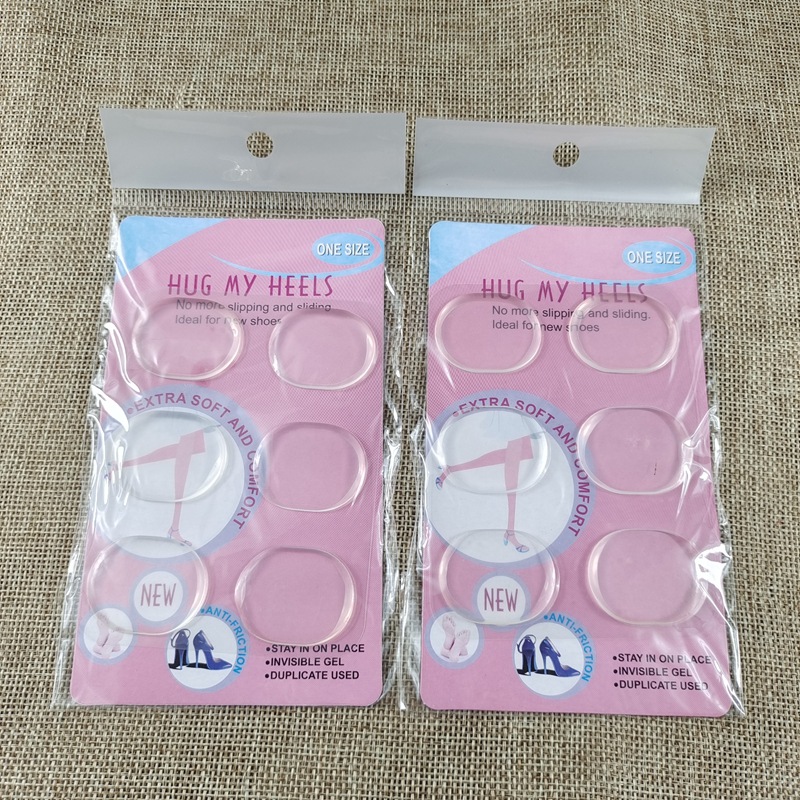 ONE SIZE
HUG MY HEELS
No more slipping and sliding.
Ideal for new shoes
•EXTRA SOFT AND COMFORT
NEW
•ANTI-FRICTION
•STAY IN ON PLACE
•INVISIBLE GEL
•DUPLICATE USED
ONE SIZE
HUG MY HEELS
No more slipping and sliding.
Ideal for new shoes
•EXTRA SOFT AND COMFORT
NEW
•ANTI-FRICTION
•STAY IN ON PLACE
•INVISIBLE GEL
•DUPLICATE USED